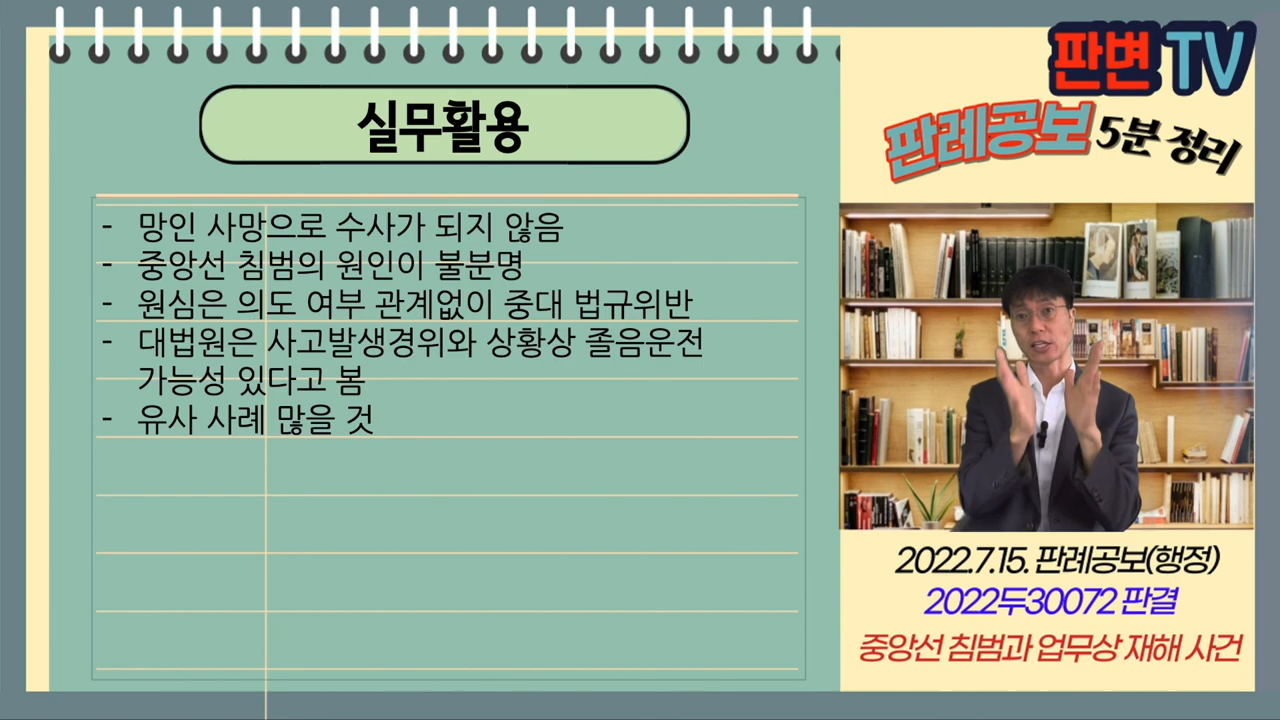 실무활용
- 망인 사망으로 수사가 되지 않음
- 중앙선 침범의 원인이 불분명
- 원심은 의도 여부 관계없이 중대 법규위반
- 대법원은 사고발생경위와 상황상 졸음운전
가능성 있다고 봄
- 유사 사례 많을 것
판변 TV
판례공보 5분 정리
2022.7.15. 판례공보(행정)
2022두30072 판결
중앙선 침범과 업무상 재해 사건